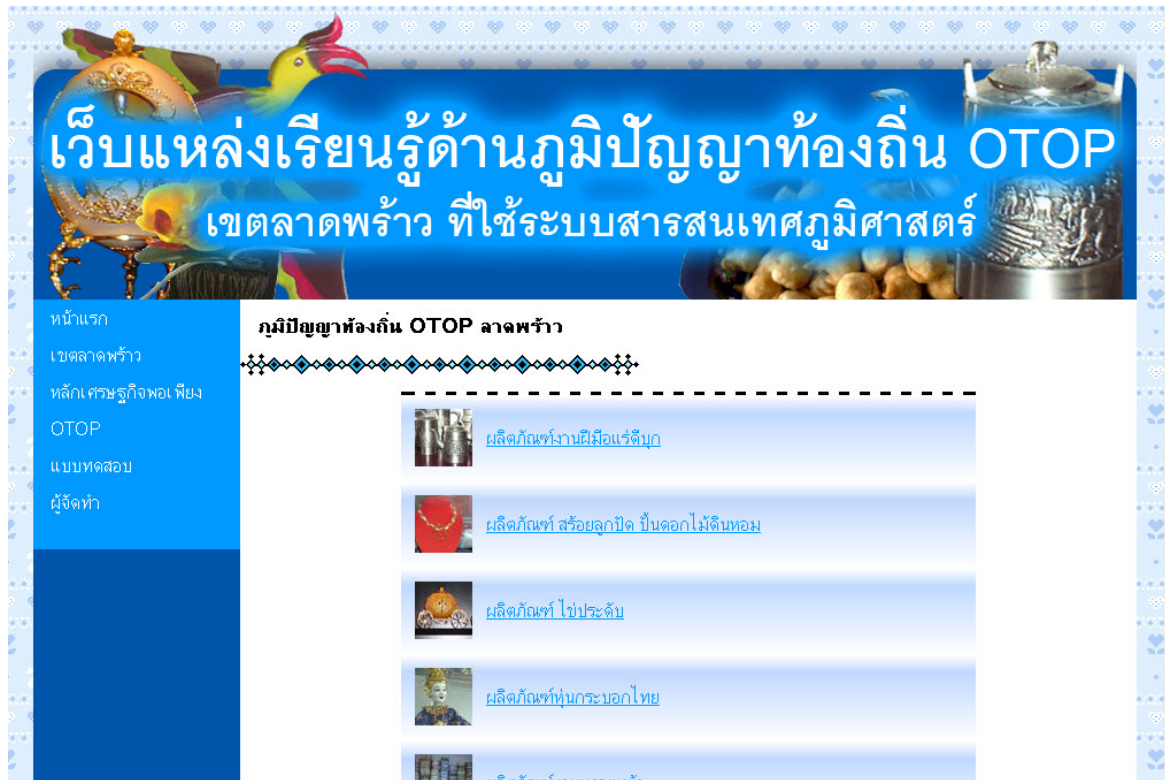 เว็บแหล่งเรียนรู้ด้านภูมิปัญญาท้องถิ่น OTOP
เขตลาดพร้าว ที่ใช้ระบบสารสนเทศภูมิศาสตร์
หน้าแรก
เขตลาดพร้าว
หลักเศรษฐกิจพอเพียง
OTOP
แบบทดสอบ
ผู้จัดทำ
ภูมิปัญญาท้องถิ่น OTOP ลาดพร้าว
ผลิตภัณฑ์งานฝีมือแร่ดีบุก
ผลิตภัณฑ์ สร้อยลูกปัด ปั้นดอกไม้ดินหอม
ผลิตภัณฑ์ ไข่ประดับ
ผลิตภัณฑ์หุ่นกระบอกไทย